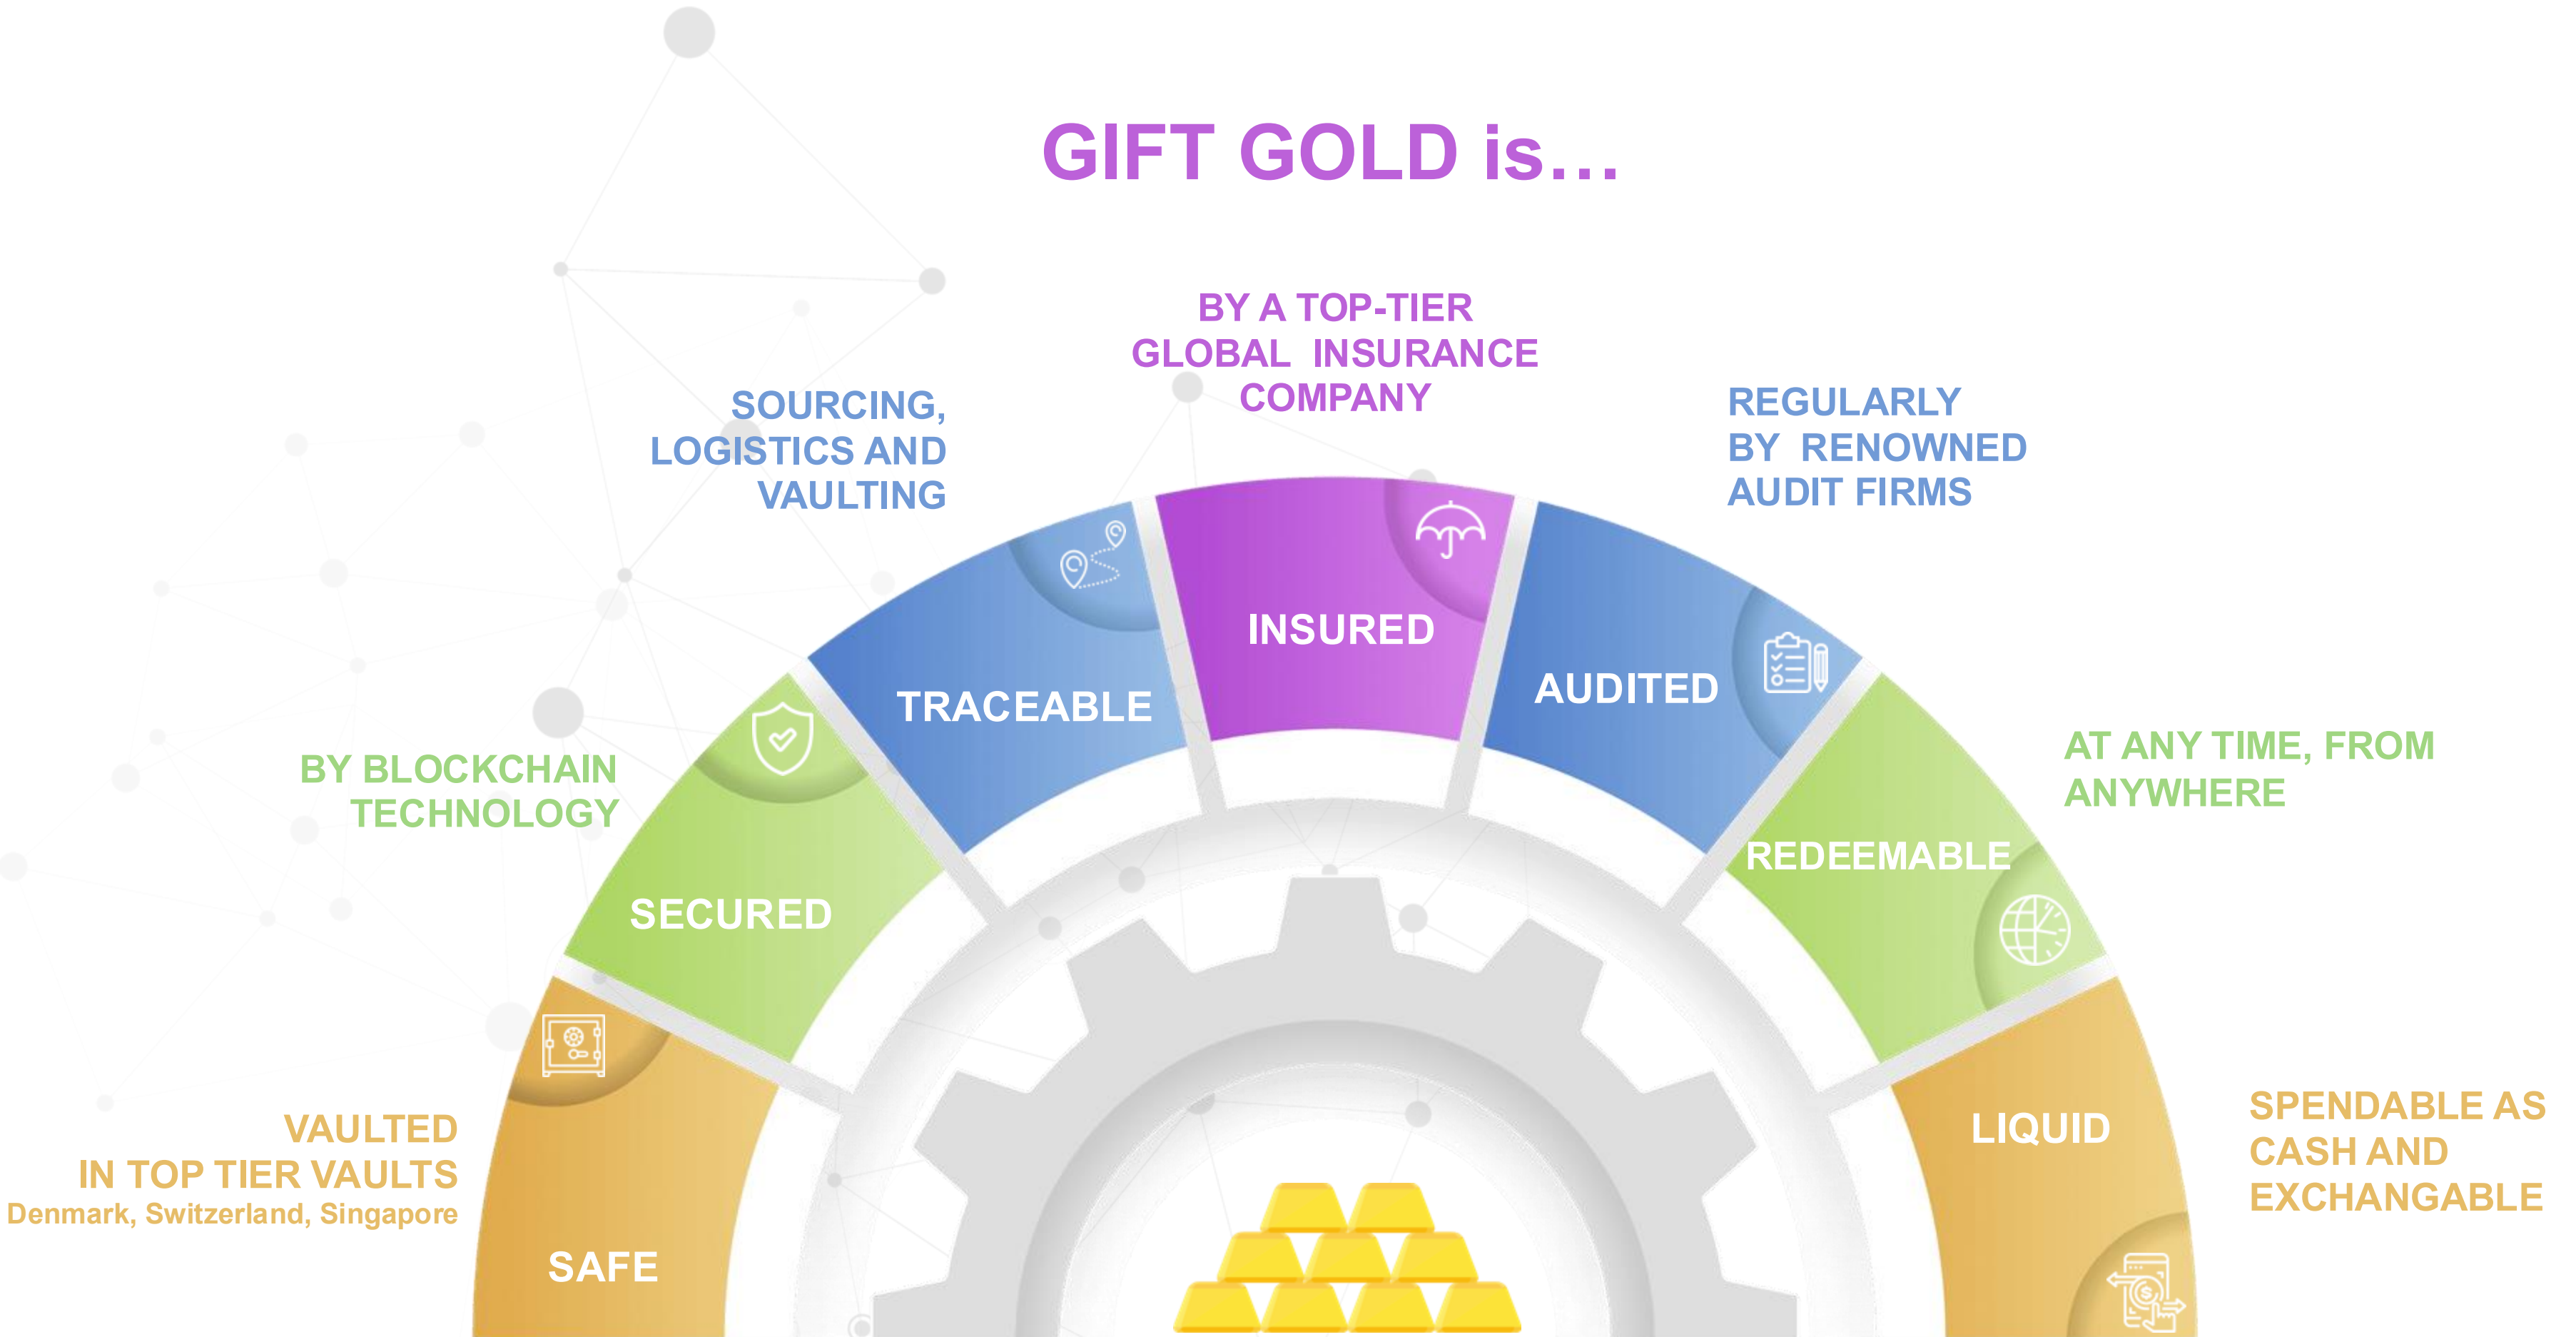 GIFT GOLD is...
BY A TOP-TIER
GLOBAL INSURANCE
COMPANY
SOURCING,
LOGISTICS AND
VAULTING
REGULARLY
BY RENOWNED
AUDIT FIRMS
INSURED
TRACEABLE
AUDITED
BY BLOCKCHAIN
TECHNOLOGY
AT ANY TIME, FROM
ANYWHERE
SECURED
REDEEMABLE
VAULTED
IN TOP TIER VAULTS
Denmark, Switzerland, Singapore
SAFE
LIQUID
SPENDABLE AS
CASH AND
EXCHANGABLE